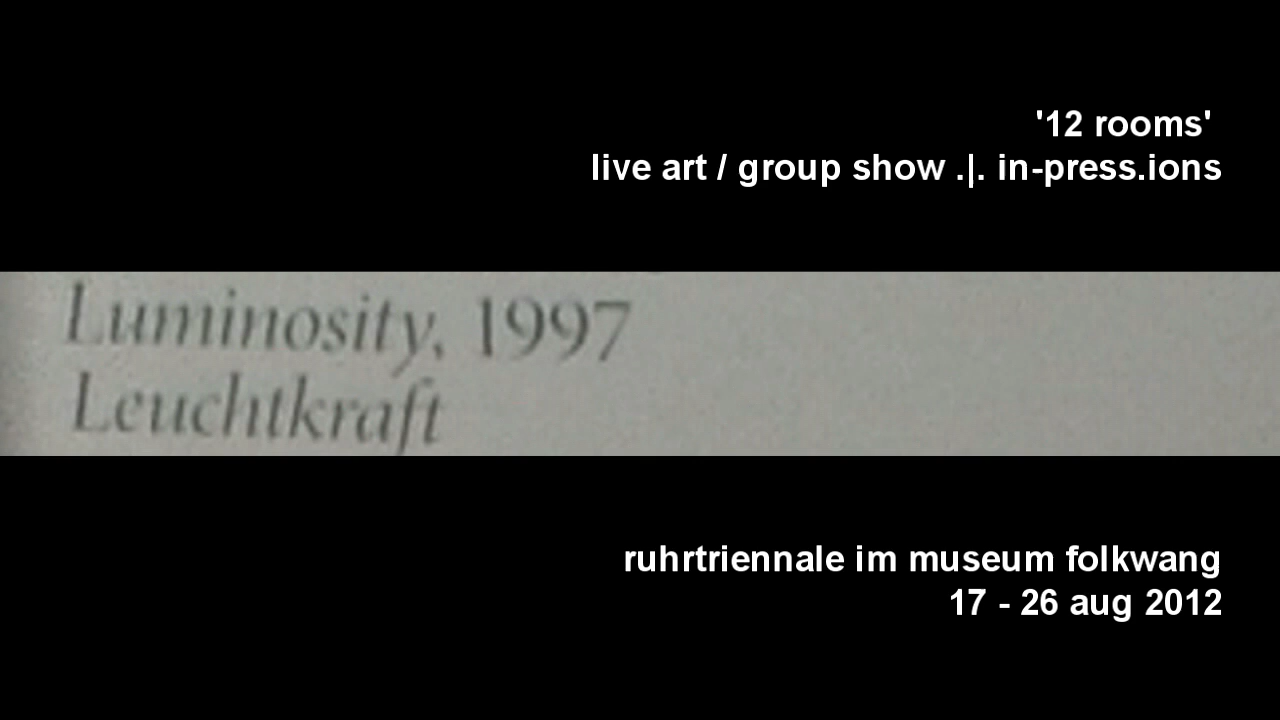 '12 rooms'
live art / group show .|. in-press.ions
Luminosity, 1997
Leuchtkraft
ruhrtriennale im museum folkwang
17 - 26 aug 2012